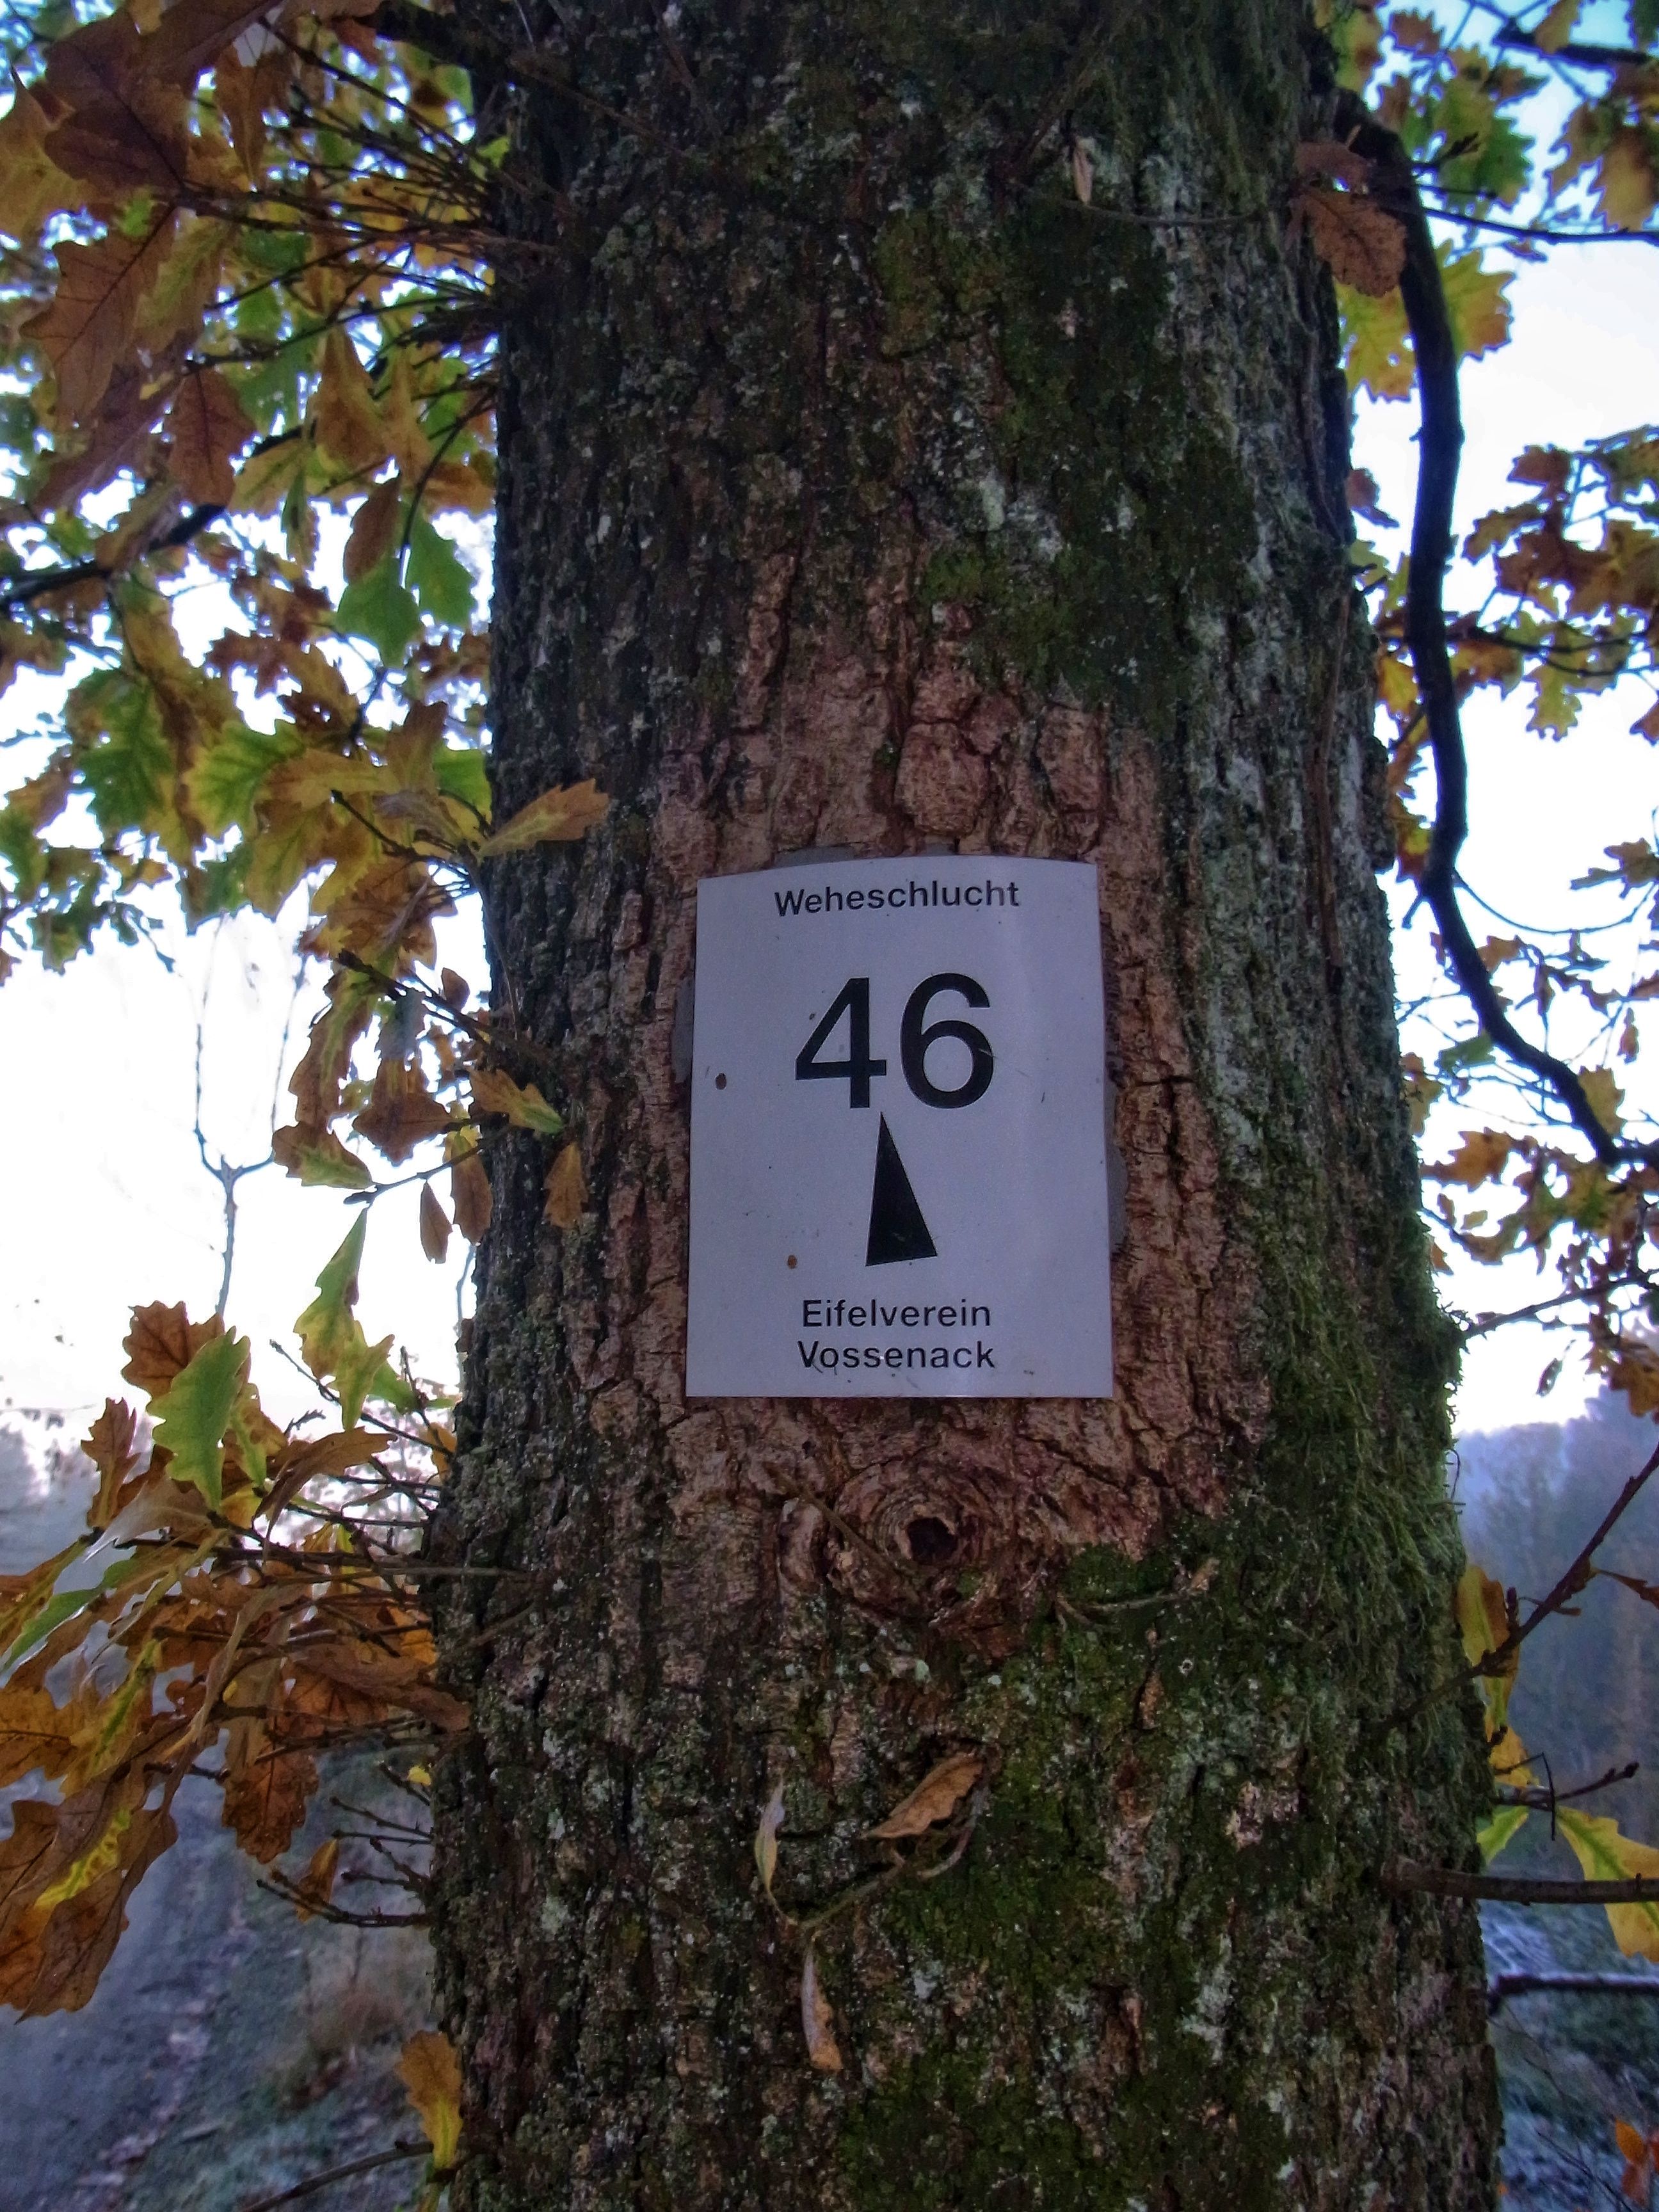 Weheschlucht
46
Eifelverein
Vossenack